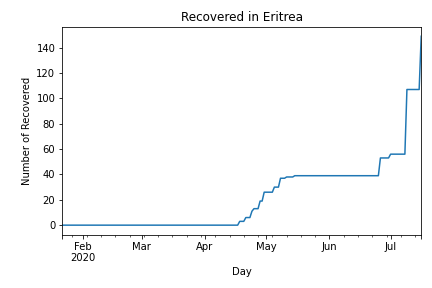 Recovered in Eritrea
Number of Recovered
140
120
100
80
60
40
20
0
Feb
2020
Mar
Apr
May
Jun
Jul
Day